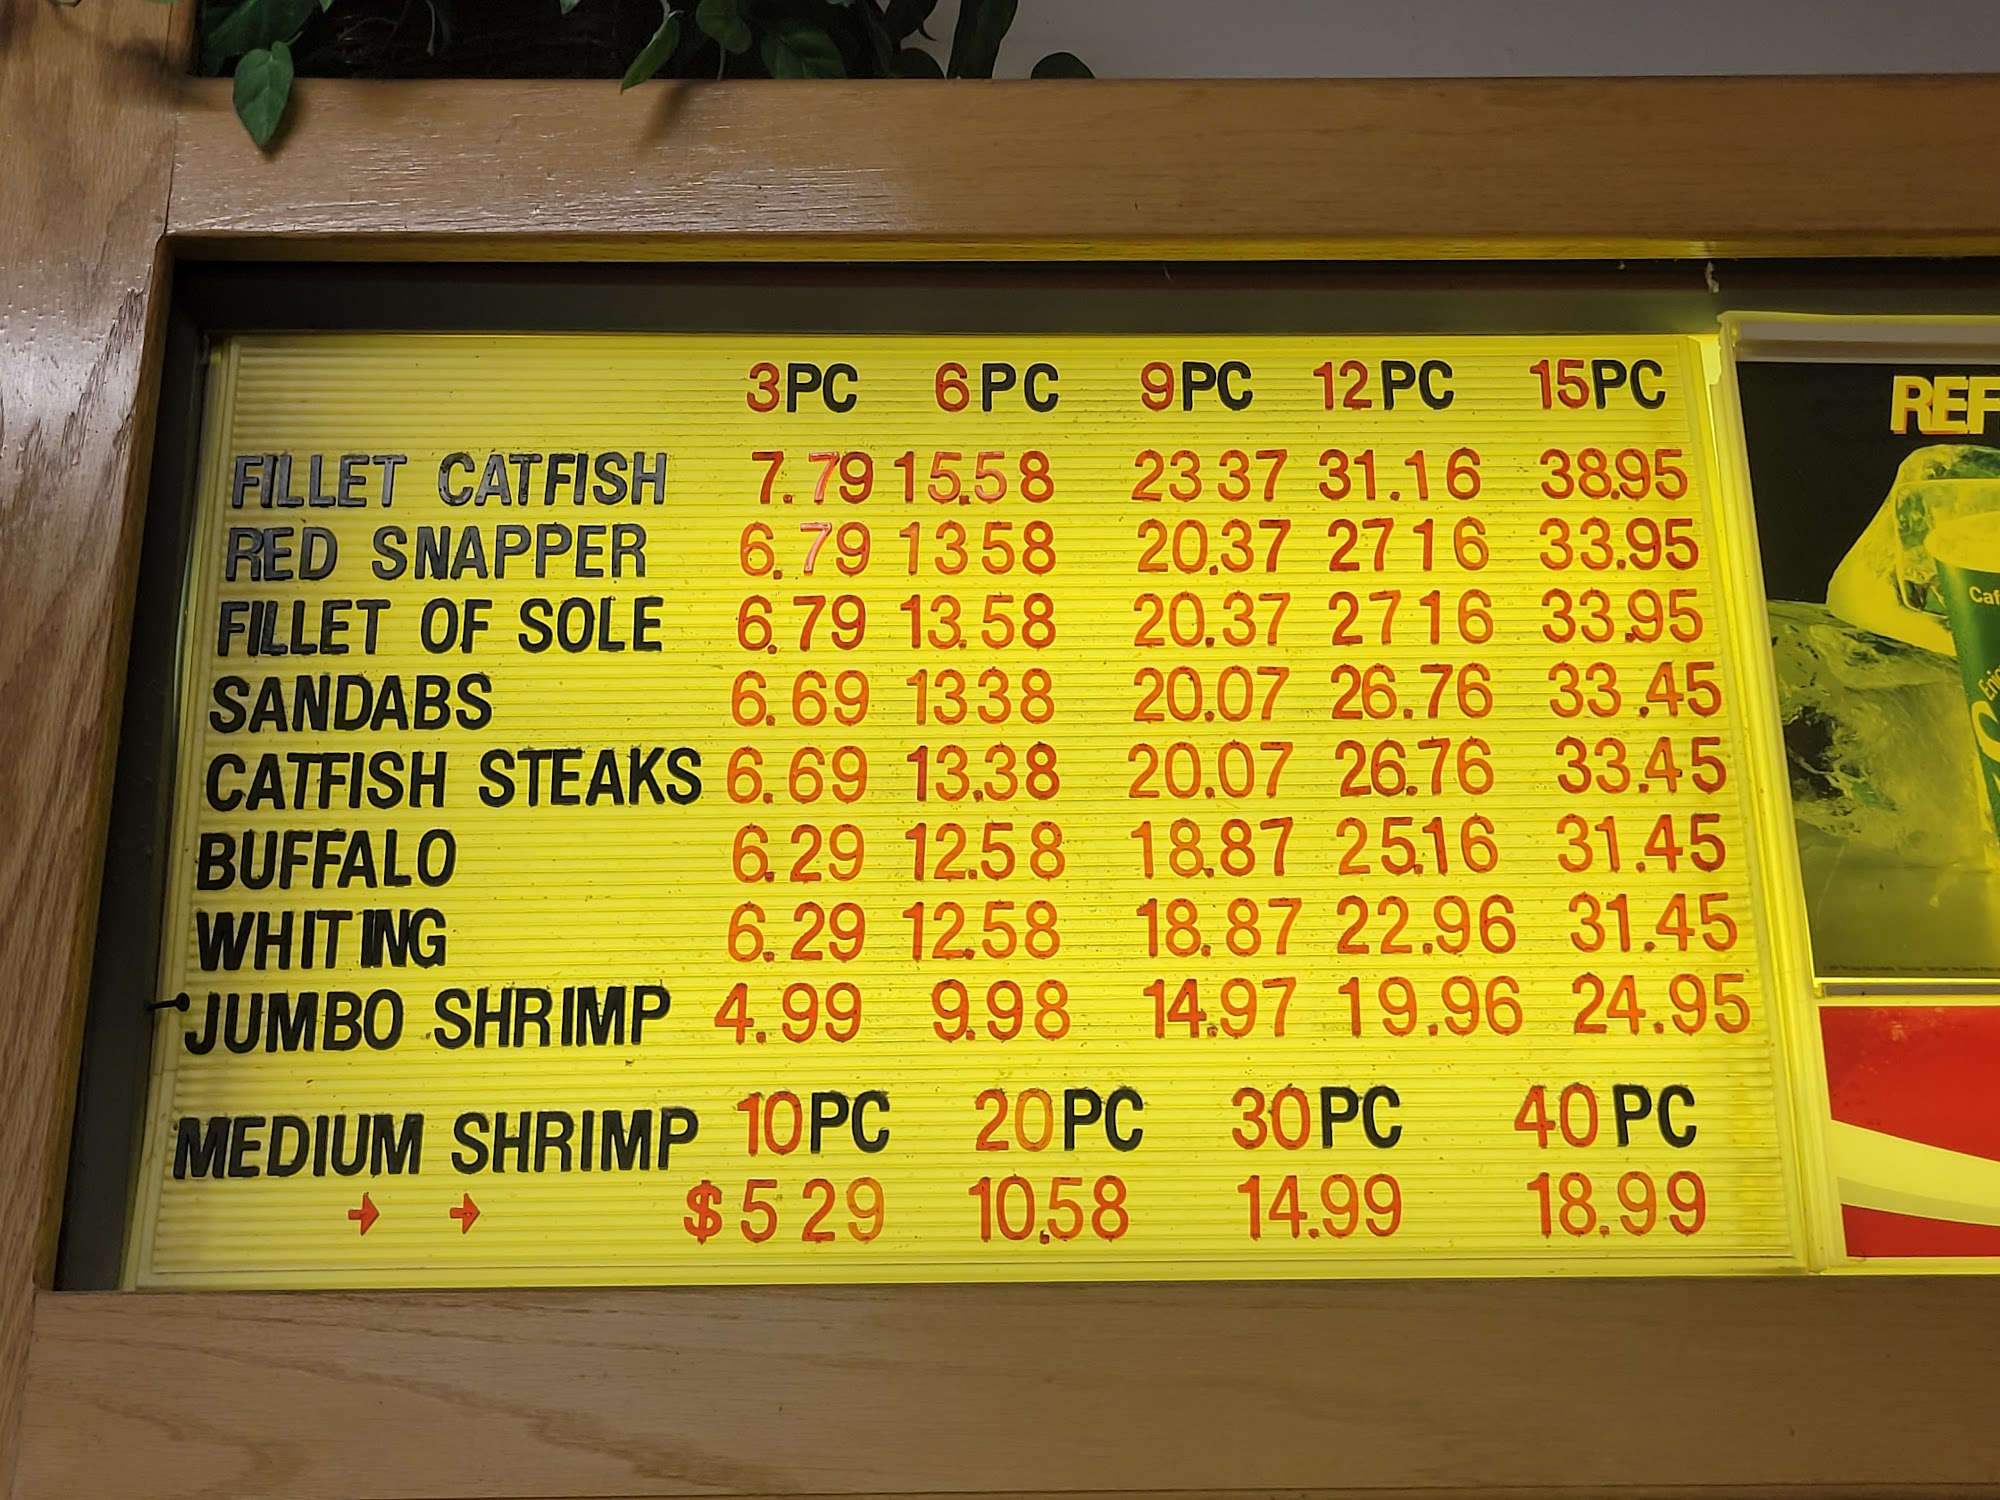 3PC 6PC 9PC 12PC 15PC
FILLET CATFISH 7.79 15.58 23 37 31.16 38.95
RED SNAPPER 6.79 13 58 20.37 27 16 33.95
FILLET OF SOLE 6.79 13.58 20.37 27 16 33.95
SANDABS 6.69 13 38 20.07 26.76 33.45
CATFISH STEAKS 6.69 13.38 20.07 26.76 33.45
BUFFALO 6.29 12.58 18.87 25.16 31.45
WHITING 6.29 12.58 18.87 22.96 31.45
JUMBO SHRIMP 4.99 9.98 14.97 19.96 24.95
MEDIUM SHRIMP 10PC 20PC 30PC 40PC
→ → $5 29 10.58 14.99 18.99
REF
Caf